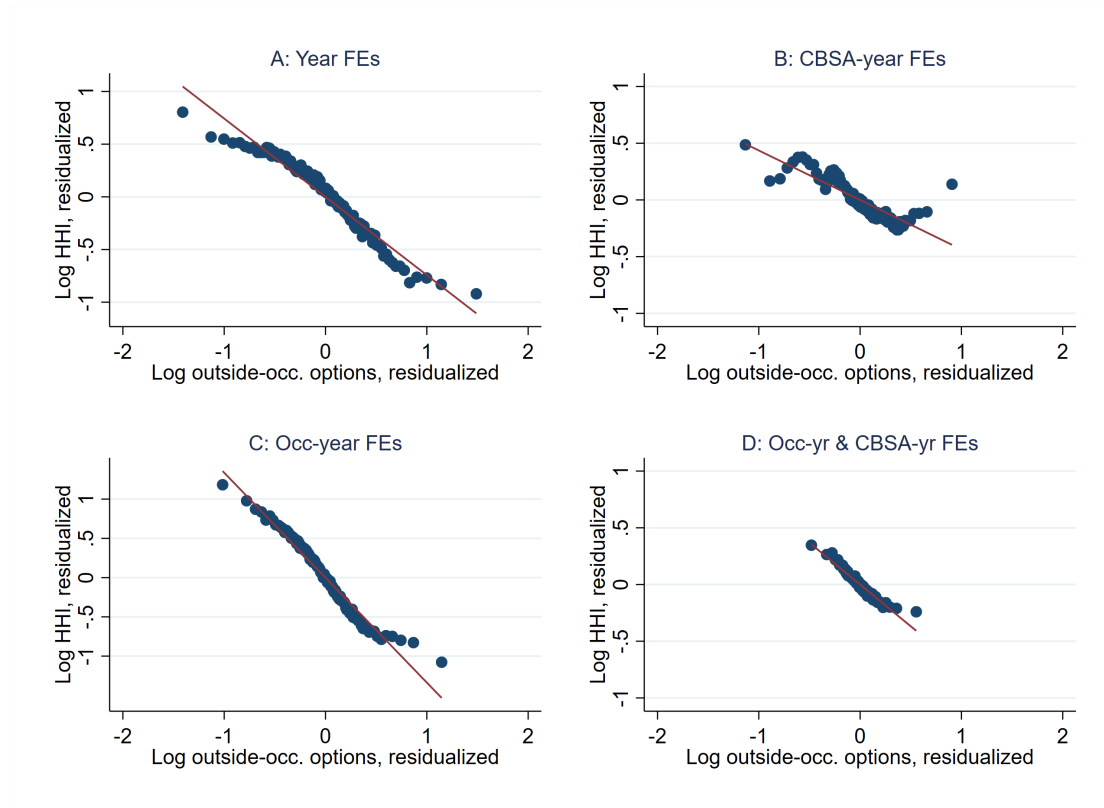 A: Year FEs
Log HHI, residualized
1
.5
0
-.5
-1
-2 -1 0 1 2
Log outside-occ. options, residualized
B: CBSA-year FEs
Log HHI, residualized
1
.5
0
-.5
-1
-2 -1 0 1 2
Log outside-occ. options, residualized
C: Occ-year FEs
Log HHI, residualized
1
.5
0
-.5
-1
-2 -1 0 1 2
Log outside-occ. options, residualized
D: Occ-yr & CBSA-yr FEs
Log HHI, residualized
1
.5
0
-.5
-1
-2 -1 0 1 2
Log outside-occ. options, residualized